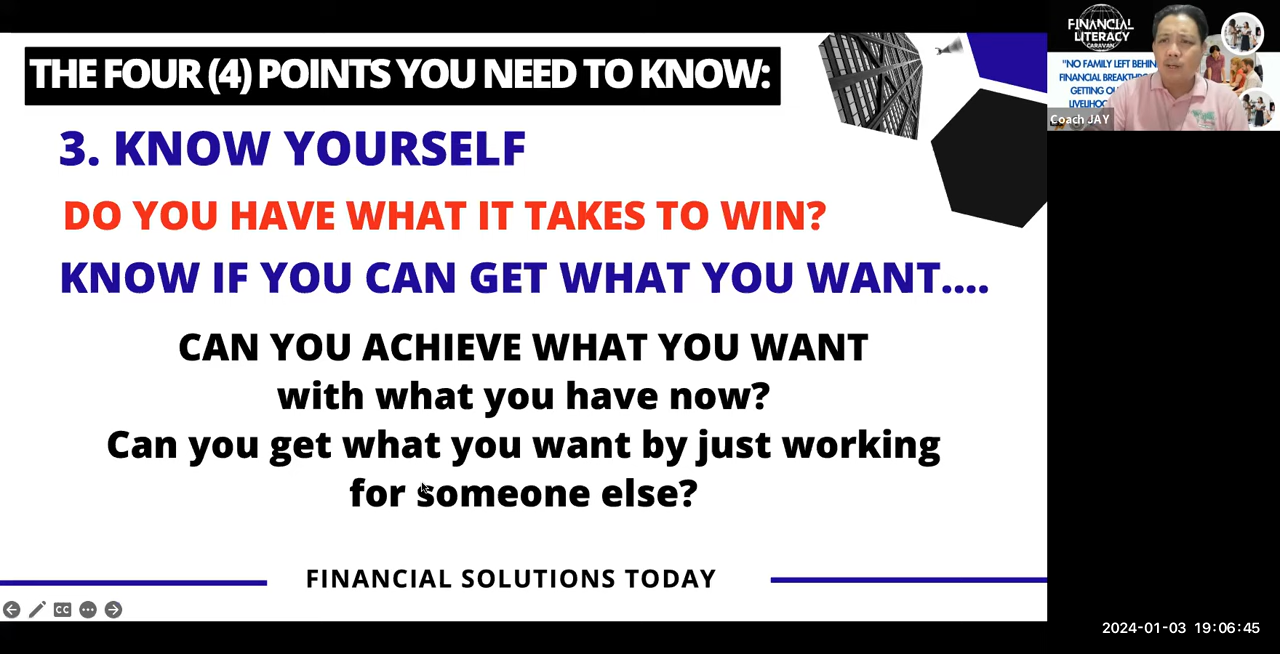 THE FOUR (4) POINTS YOU NEED TO KNOW:
3. KNOW YOURSELF
DO YOU HAVE WHAT IT TAKES TO WIN?
KNOW IF YOU CAN GET WHAT YOU WANT....
CAN YOU ACHIEVE WHAT YOU WANT
with what you have now?
Can you get what you want by just working
for someone else?
FINANCIAL SOLUTIONS TODAY
CC
FINANCIAL
LITERACY
CARAVAN
"NO FAMILY LEFT
FINANCIAL
GETTING
Coach JAY
2024-01-03 19:06:45